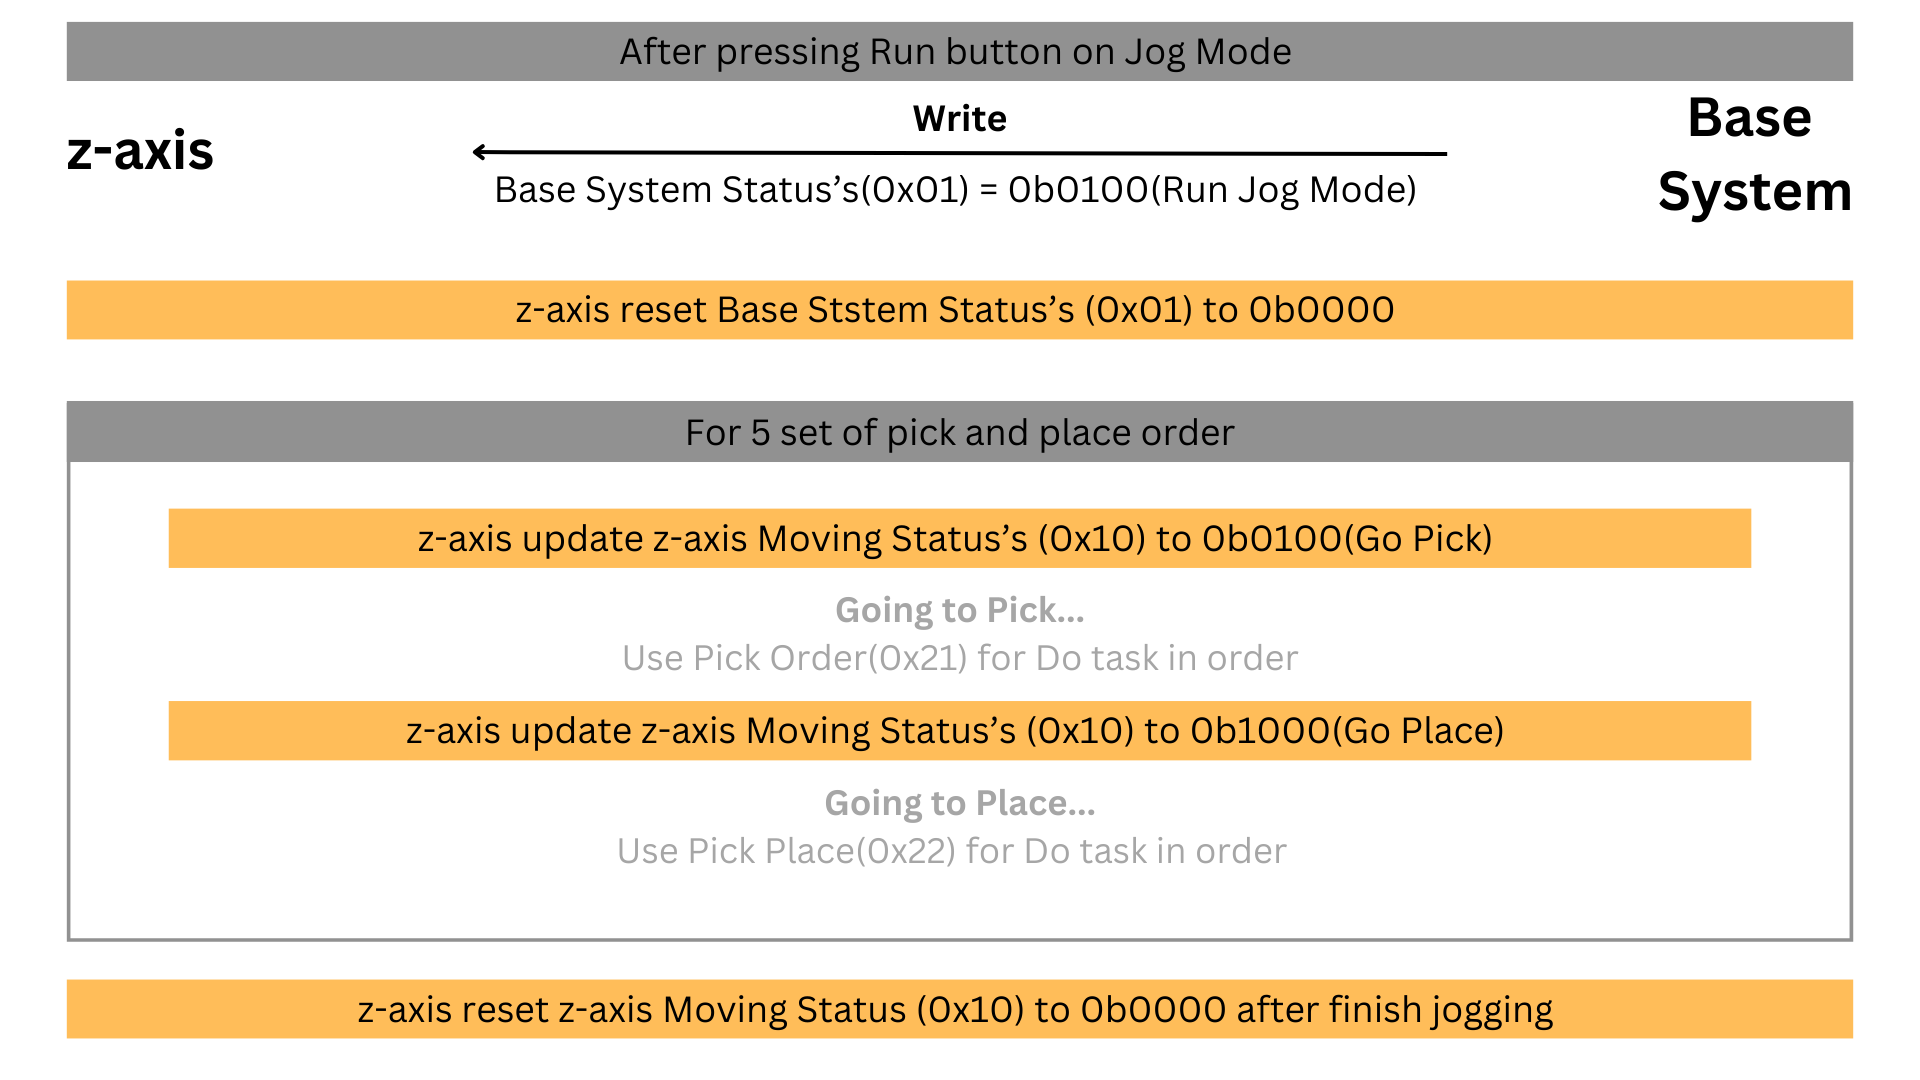 After pressing Run button on Jog Mode
z-axis
Write
Base System Status’s(0x01) = 0b0100(Run Jog Mode)
Base
System
z-axis reset Base Ststem Status’s (0x01) to 0b0000
For 5 set of pick and place order
z-axis update z-axis Moving Status’s (0x10) to 0b0100(Go Pick)
Going to Pick...
Use Pick Order(0x21) for Do task in order
z-axis update z-axis Moving Status’s (0x10) to 0b1000(Go Place)
Going to Place...
Use Pick Place(0x22) for Do task in order
z-axis reset z-axis Moving Status (0x10) to 0b0000 after finish jogging